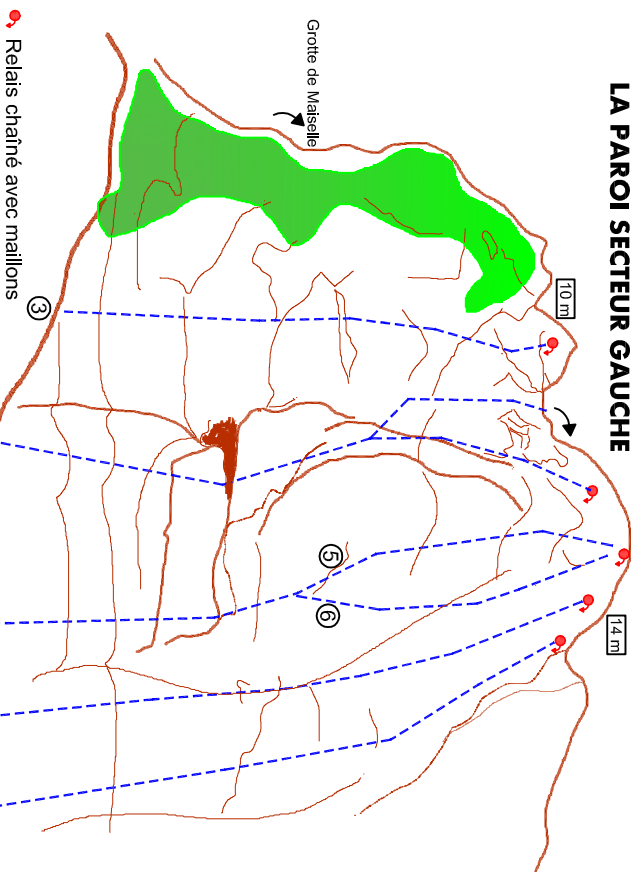 LA PAROI SECTEUR GAUCHE
Grotte de Maiselle
10 m
14 m
3
5
6
Relais chaîné avec maillons